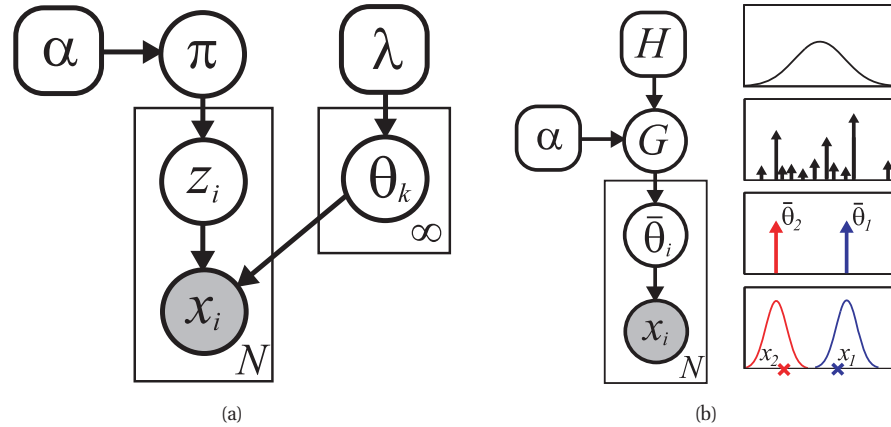 α
π
λ
z_i
θ_k
∞
x_i
N
(a)
H
α
G
θ̄_i
x_i
N
θ̄_2 θ̄_1
x_2 x_1
(b)